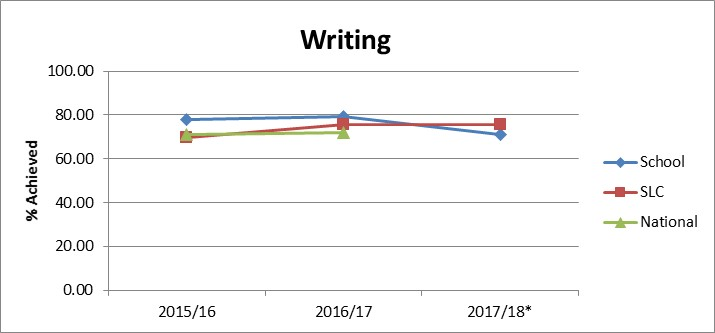 Writing
% Achieved
100.00
80.00
60.00
40.00
20.00
0.00
2015/16
2016/17
2017/18*
School
SLC
National